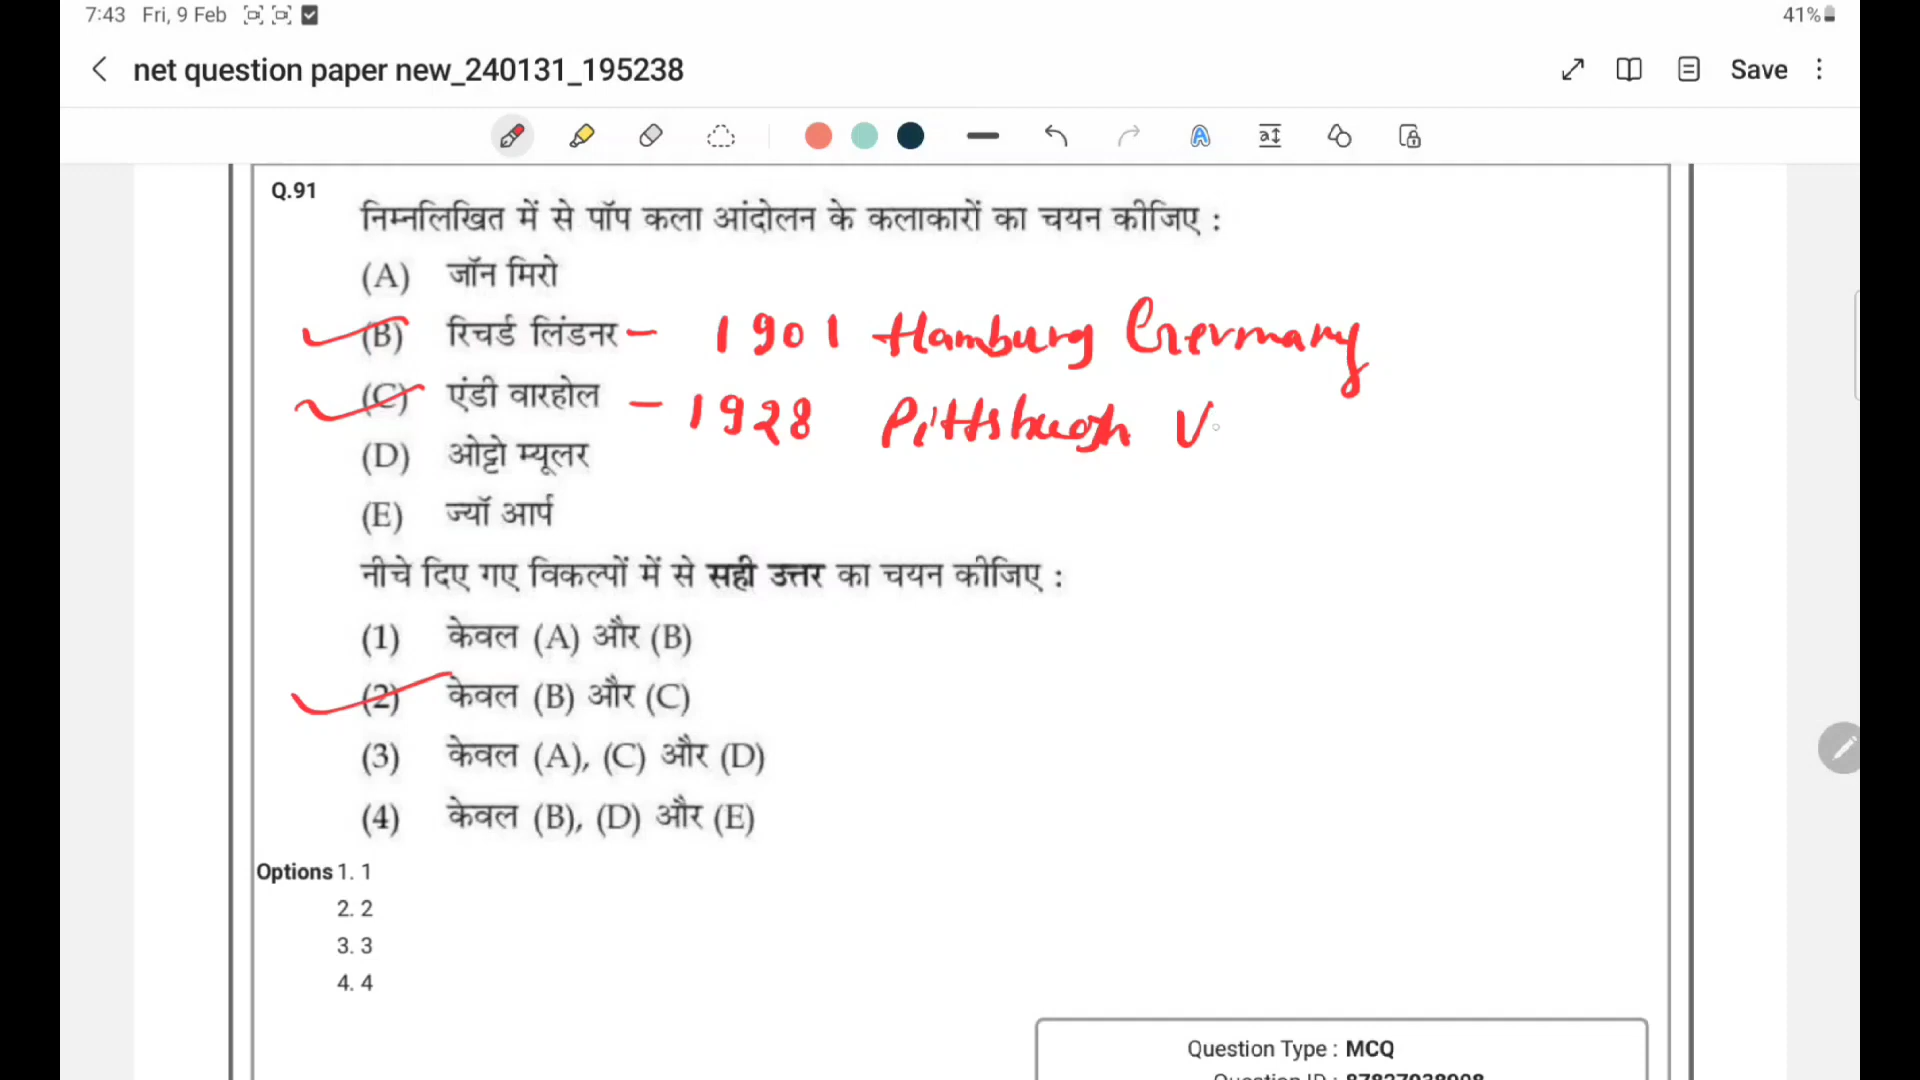 7:43 Fri, 9 Feb 41%
net question paper new_240131_195238 Save
Q.91
निम्नलिखित में से पॉप कला आंदोलन के कलाकारों का चयन कीजिए :
(A) जॉन मिरो
(B) रिचर्ड लिंडनर – 1901 Hamburg Germany
(C) एंडी वारहोल – 1928 V
(D) ओट्टो म्यूलर
(E) ज्याँ आर्प
नीचे दिए गए विकल्पों में से सही उत्तर का चयन कीजिए :
(1) केवल (A) और (B)
(2) केवल (B) और (C)
(3) केवल (A), (C) और (D)
(4) केवल (B), (D) और (E)
Options 1. 1
2. 2
3. 3
4. 4
Question Type : MCQ
Question ID :